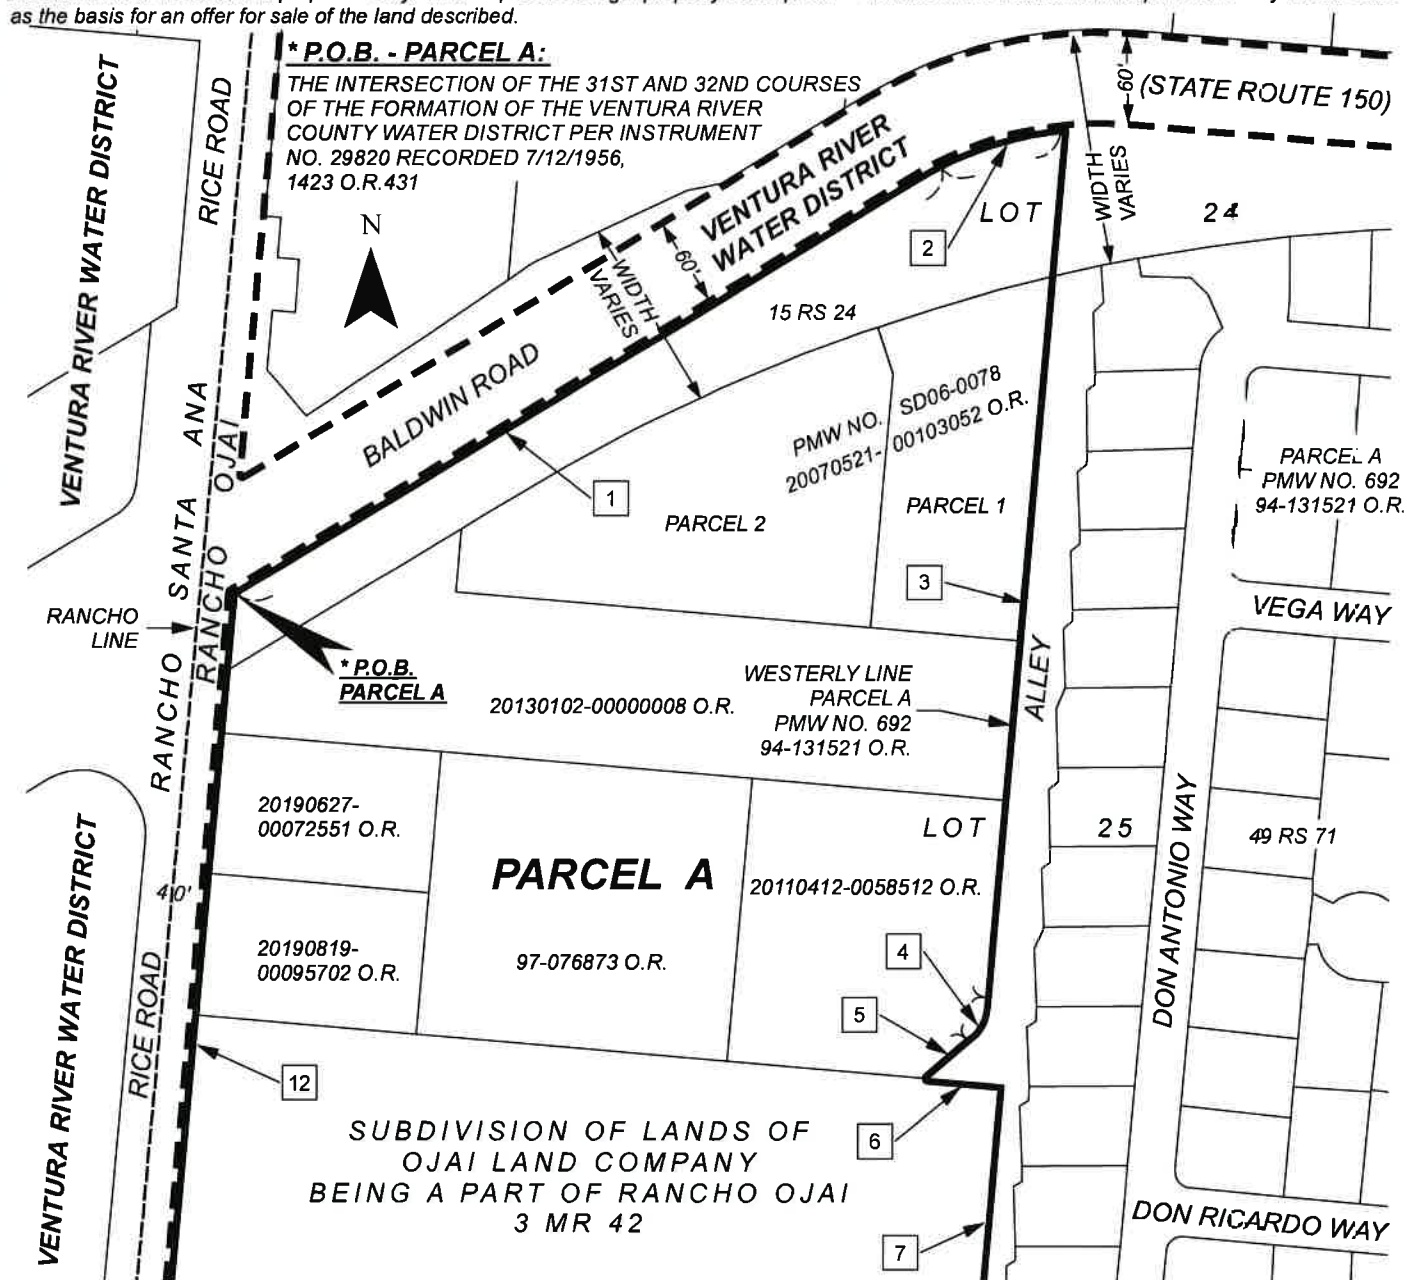 as the basis for an offer for sale of the land described.
* P.O.B. - PARCEL A:
THE INTERSECTION OF THE 31ST AND 32ND COURSES
OF THE FORMATION OF THE VENTURA RIVER
COUNTY WATER DISTRICT PER INSTRUMENT
NO. 29820 RECORDED 7/12/1956,
1423 O.R.431
N
VENTURA RIVER WATER DISTRICT
RICE ROAD
VENTURA RIVER
WATER DISTRICT
60'
(STATE ROUTE 150)
WIDTH
VARIES
LOT
24
2
60'
WIDTH
VARIES
15 RS 24
BALDWIN ROAD
PMW NO. SD06-0078
20070521-00103052 O.R.
PARCEL A
PMW NO. 692
94-131521 O.R.
1
PARCEL 2
PARCEL 1
3
RANCHO SANTA ANA
RANCHO OJAI
RANCHO
LINE
VEGA WAY
* P.O.B.
PARCEL A
20130102-00000008 O.R.
WESTERLY LINE
PARCEL A
PMW NO. 692
94-131521 O.R.
ALLEY
20190627-
00072551 O.R.
LOT
25
49 RS 71
DON ANTONIO WAY
PARCEL A
20110412-0058512 O.R.
40'
VENTURA RIVER WATER DISTRICT
20190819-
00095702 O.R.
97-076873 O.R.
4
5
RICE ROAD
12
6
SUBDIVISION OF LANDS OF
OJAI LAND COMPANY
BEING A PART OF RANCHO OJAI
3 MR 42
DON RICARDO WAY
7